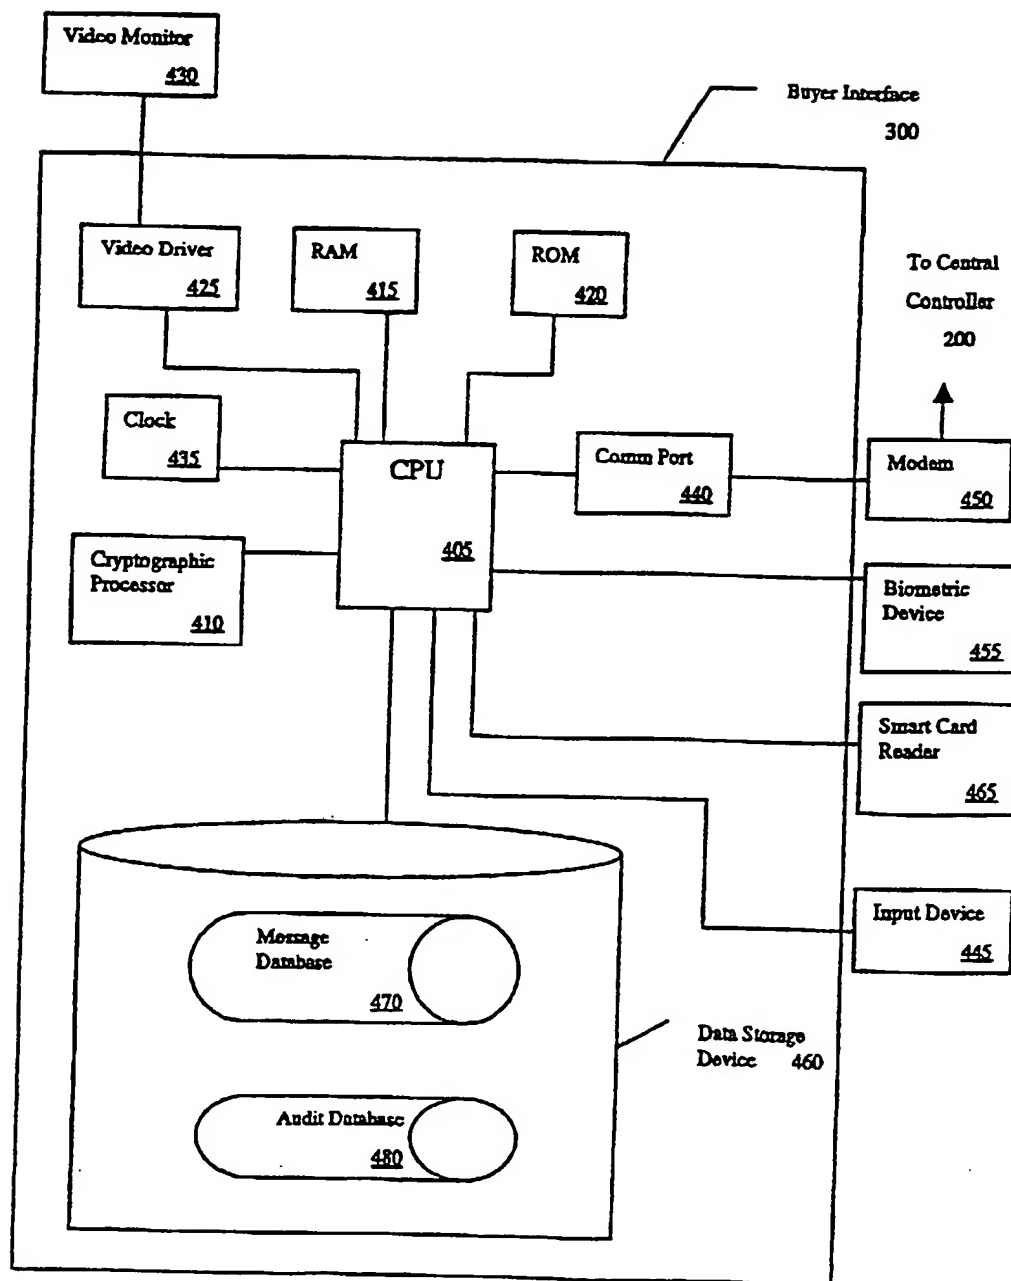 Video Monitor
430
Buyer Interface
300
Video Driver
425
RAM
415
ROM
420
To Central
Controller
200
Clock
435
CPU
405
Comm Port
440
Modem
450
Cryptographic
Processor
410
Biometric
Device
455
Smart Card
Reader
465
Input Device
445
Message
Database
470
Data Storage
Device 460
Audit Database
480